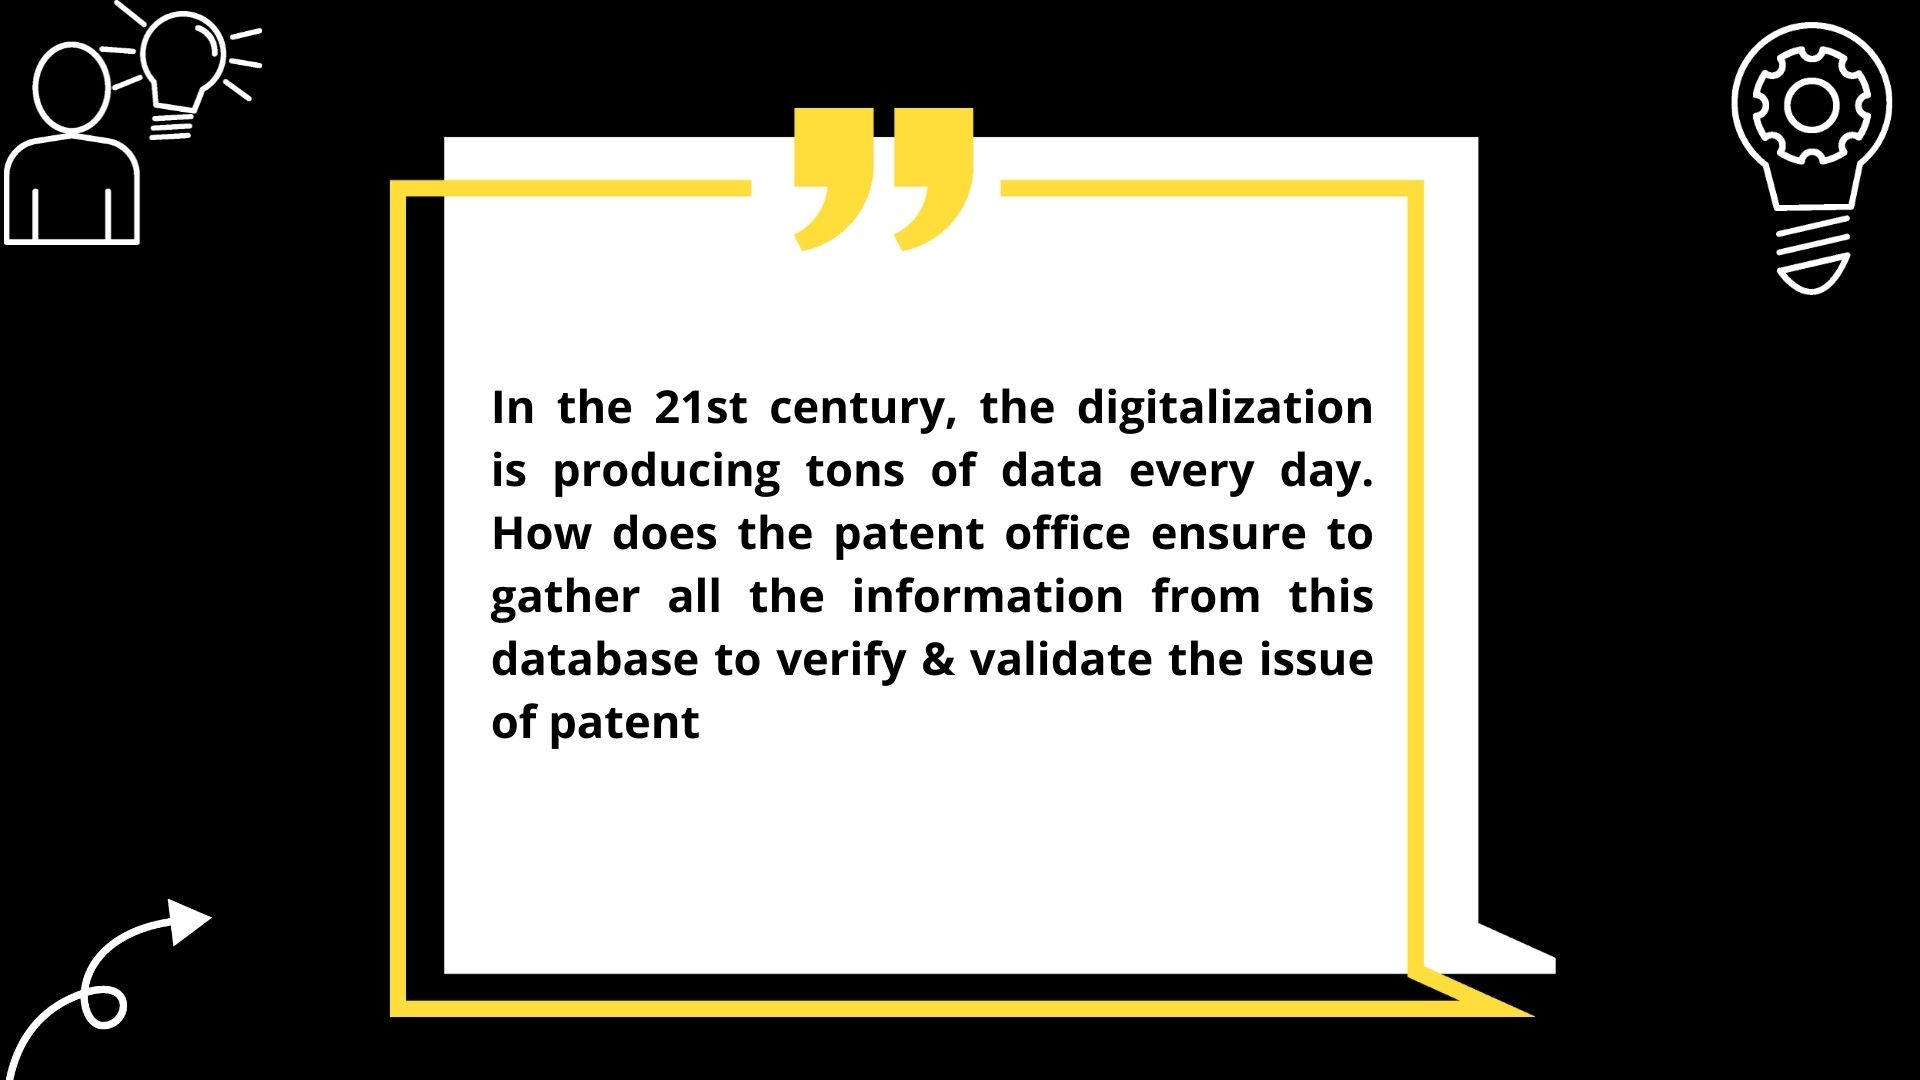 In the 21st century, the digitalization
is producing tons of data every day.
How does the patent office ensure to
gather all the information from this
database to verify & validate the issue
of patent